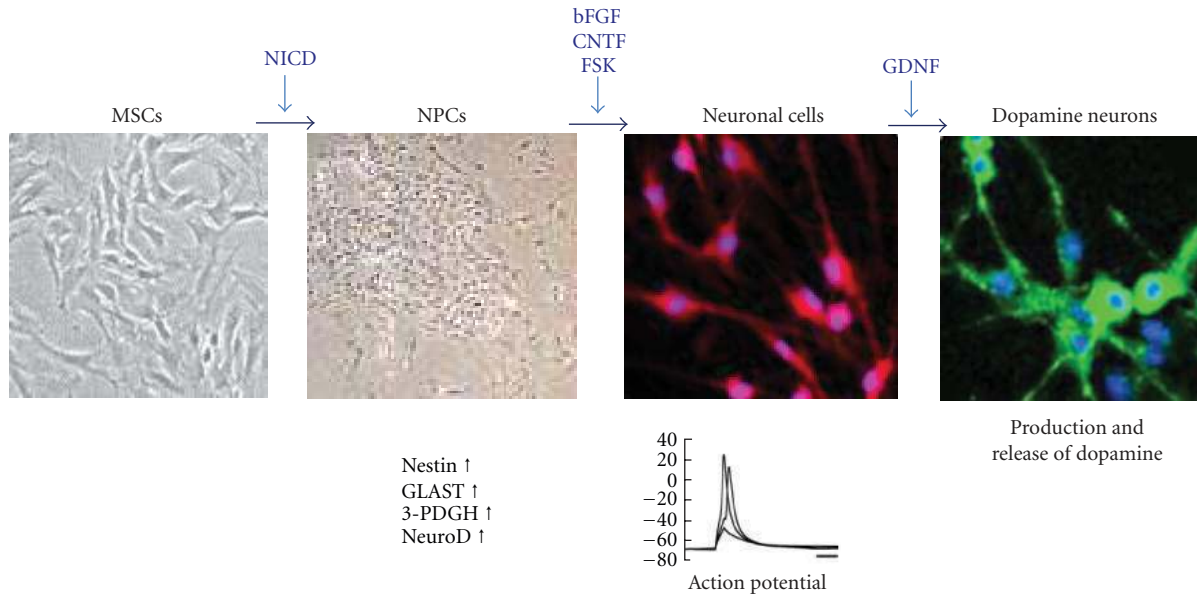 NICD
bFGF
CNTF
FSK
GDNF
MSCs
NPCs
Neuronal cells
Dopamine neurons
Nestin ↑
GLAST ↑
3-PDGH ↑
NeuroD ↑
40
20
0
−20
−40
−60
−80
Action potential
Production and
release of dopamine